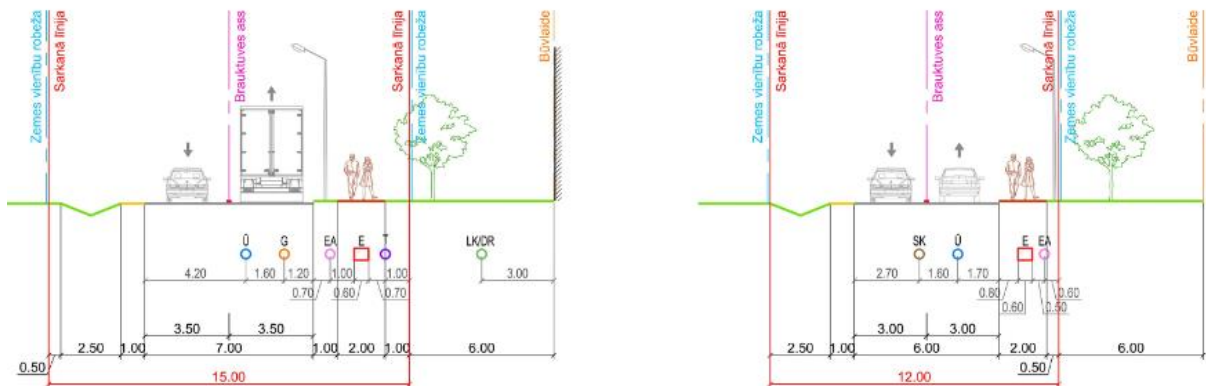 Zemes vienību robeža
Sarkanā līnija
Brauktuves ass
Sarkanā līnija
Zemes vienību robeža
Būvlaide
Ū G EA E T LK/DR
4.20 1.60 1.20 1.00 1.00 3.00
0.70 0.60 0.70
3.50 3.50
2.50 1.00 7.00 1.00 2.00 1.00 6.00
0.50
15.00
Zemes vienību robeža
Sarkanā līnija
Brauktuves ass
Sarkanā līnija
Zemes vienību robeža
Būvlaide
SK Ū E EA
2.70 1.60 1.70
0.60 0.60
0.60 0.50
3.00 3.00
2.50 1.00 6.00 2.00 6.00
0.50
12.00